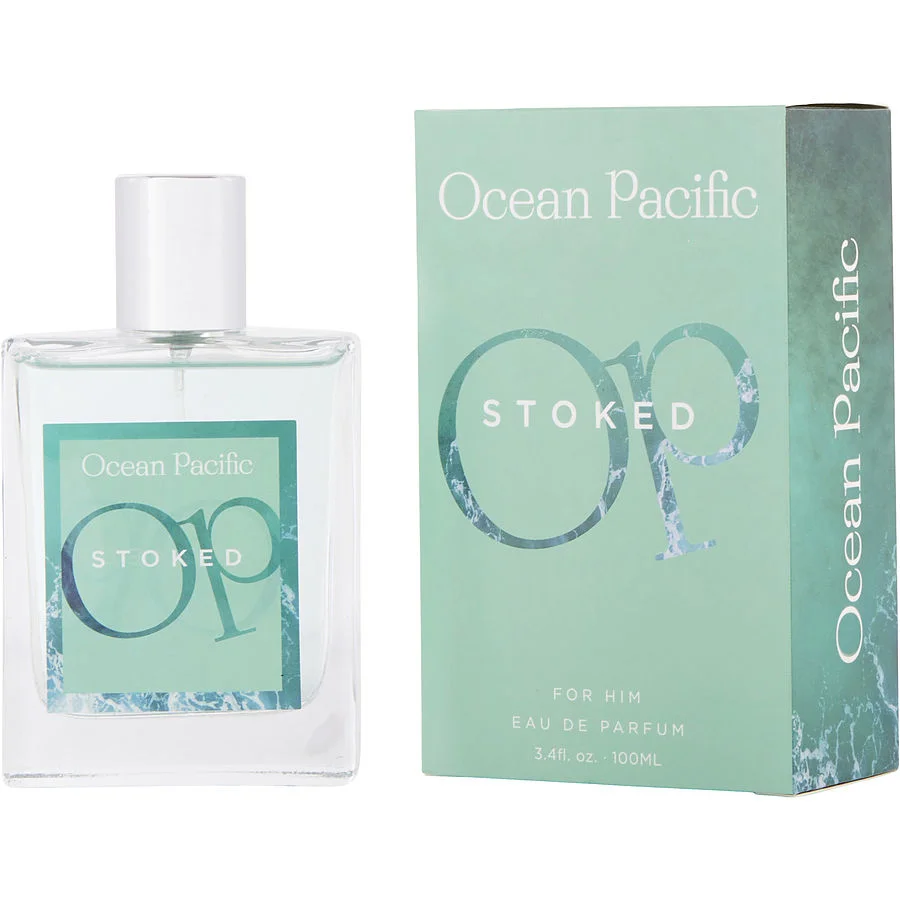 Ocean Pacific
Op
STOKED
Ocean Pacific
Op
STOKED
FOR HIM
EAU DE PARFUM
3.4fl. oz. · 100ML
Ocean Pacific